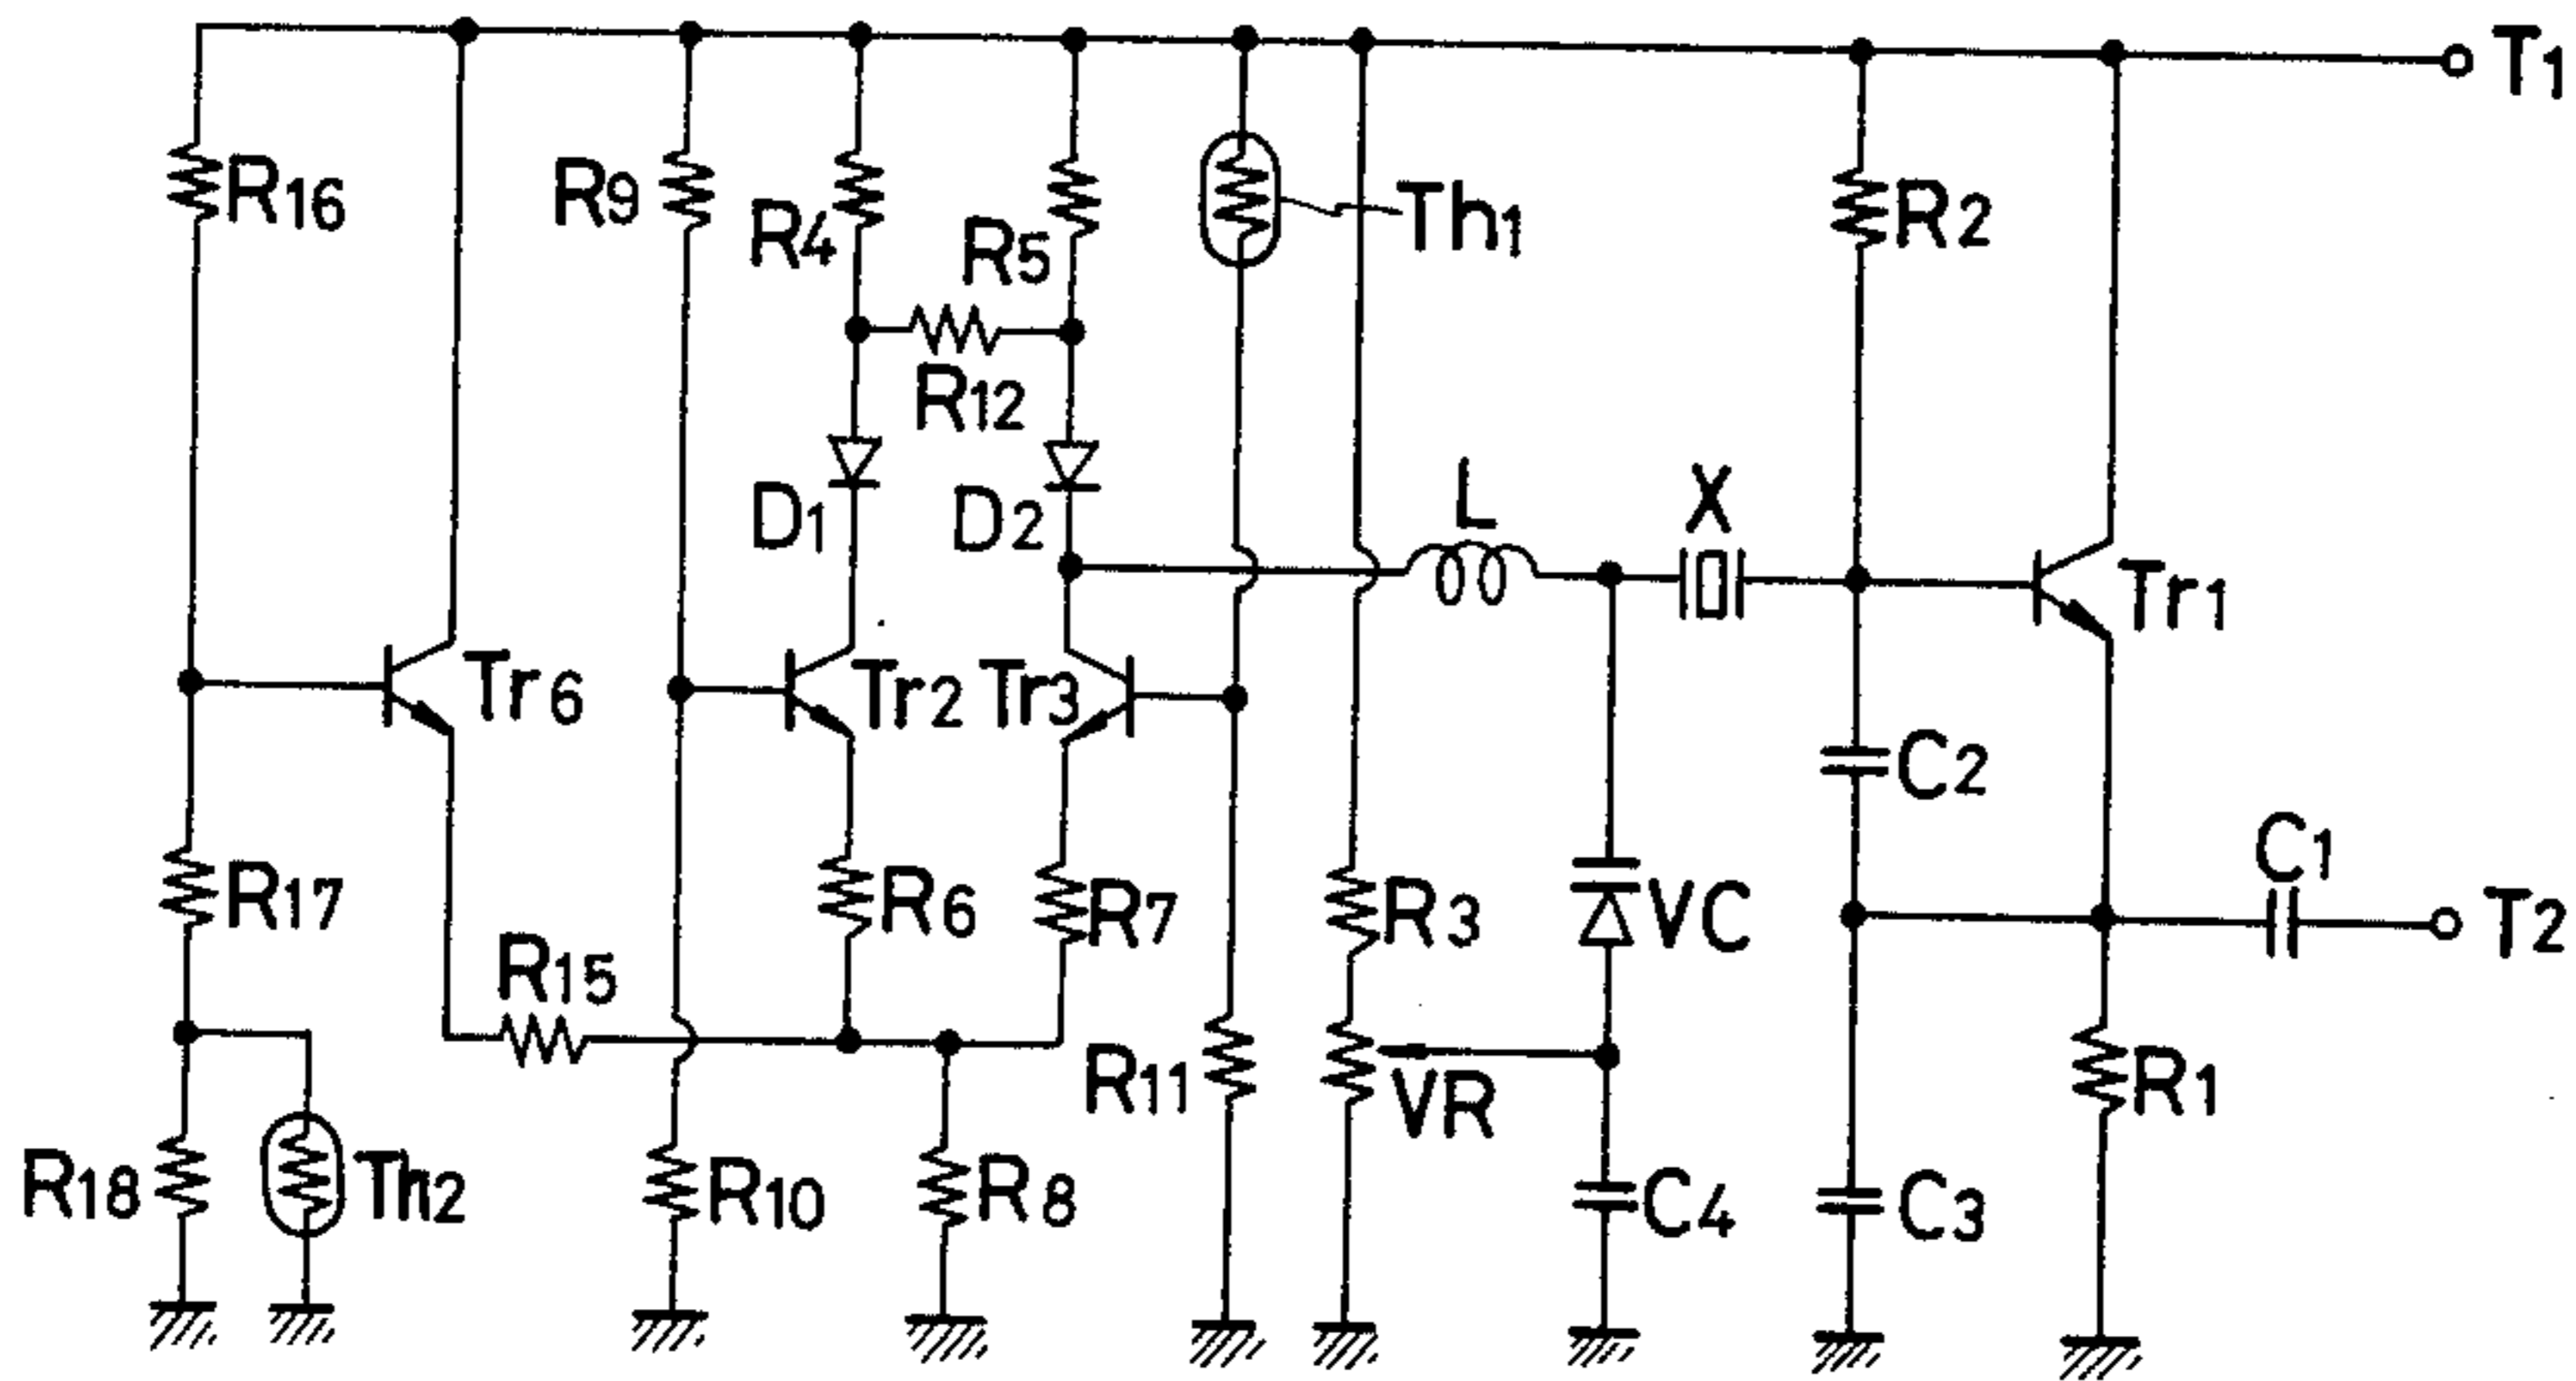 T1
R16
R9
R4
R5
Th1
R2
R12
D1
D2
L
X
Tr1
Tr6
Tr2
Tr3
C2
R17
R6
R7
R3
VC
C1
T2
R15
R11
VR
R1
R18
Th2
R10
R8
C4
C3